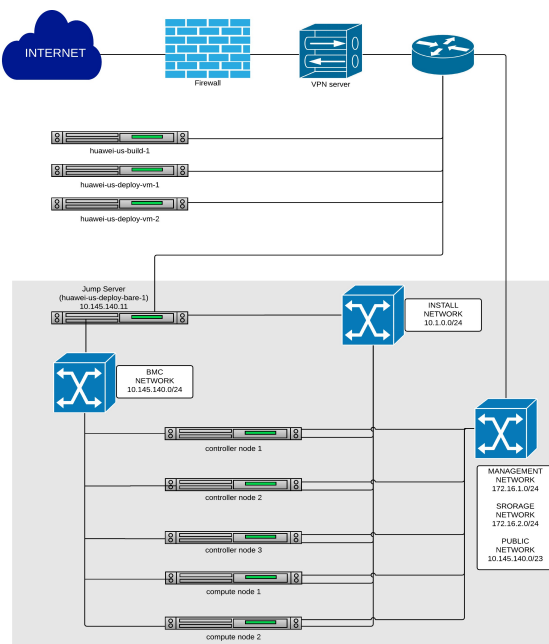 INTERNET
Firewall
VPN server
huawei-us-build-1
huawei-us-deploy-vm-1
huawei-us-deploy-vm-2
Jump Server
(huawei-us-deploy-bare-1)
10.145.140.11
INSTALL
NETWORK
10.1.0.0/24
BMC
NETWORK
10.145.140.0/24
controller node 1
controller node 2
controller node 3
compute node 1
compute node 2
MANAGEMENT
NETWORK
172.16.1.0/24
SRORAGE
NETWORK
172.16.2.0/24
PUBLIC
NETWORK
10.145.140.0/23